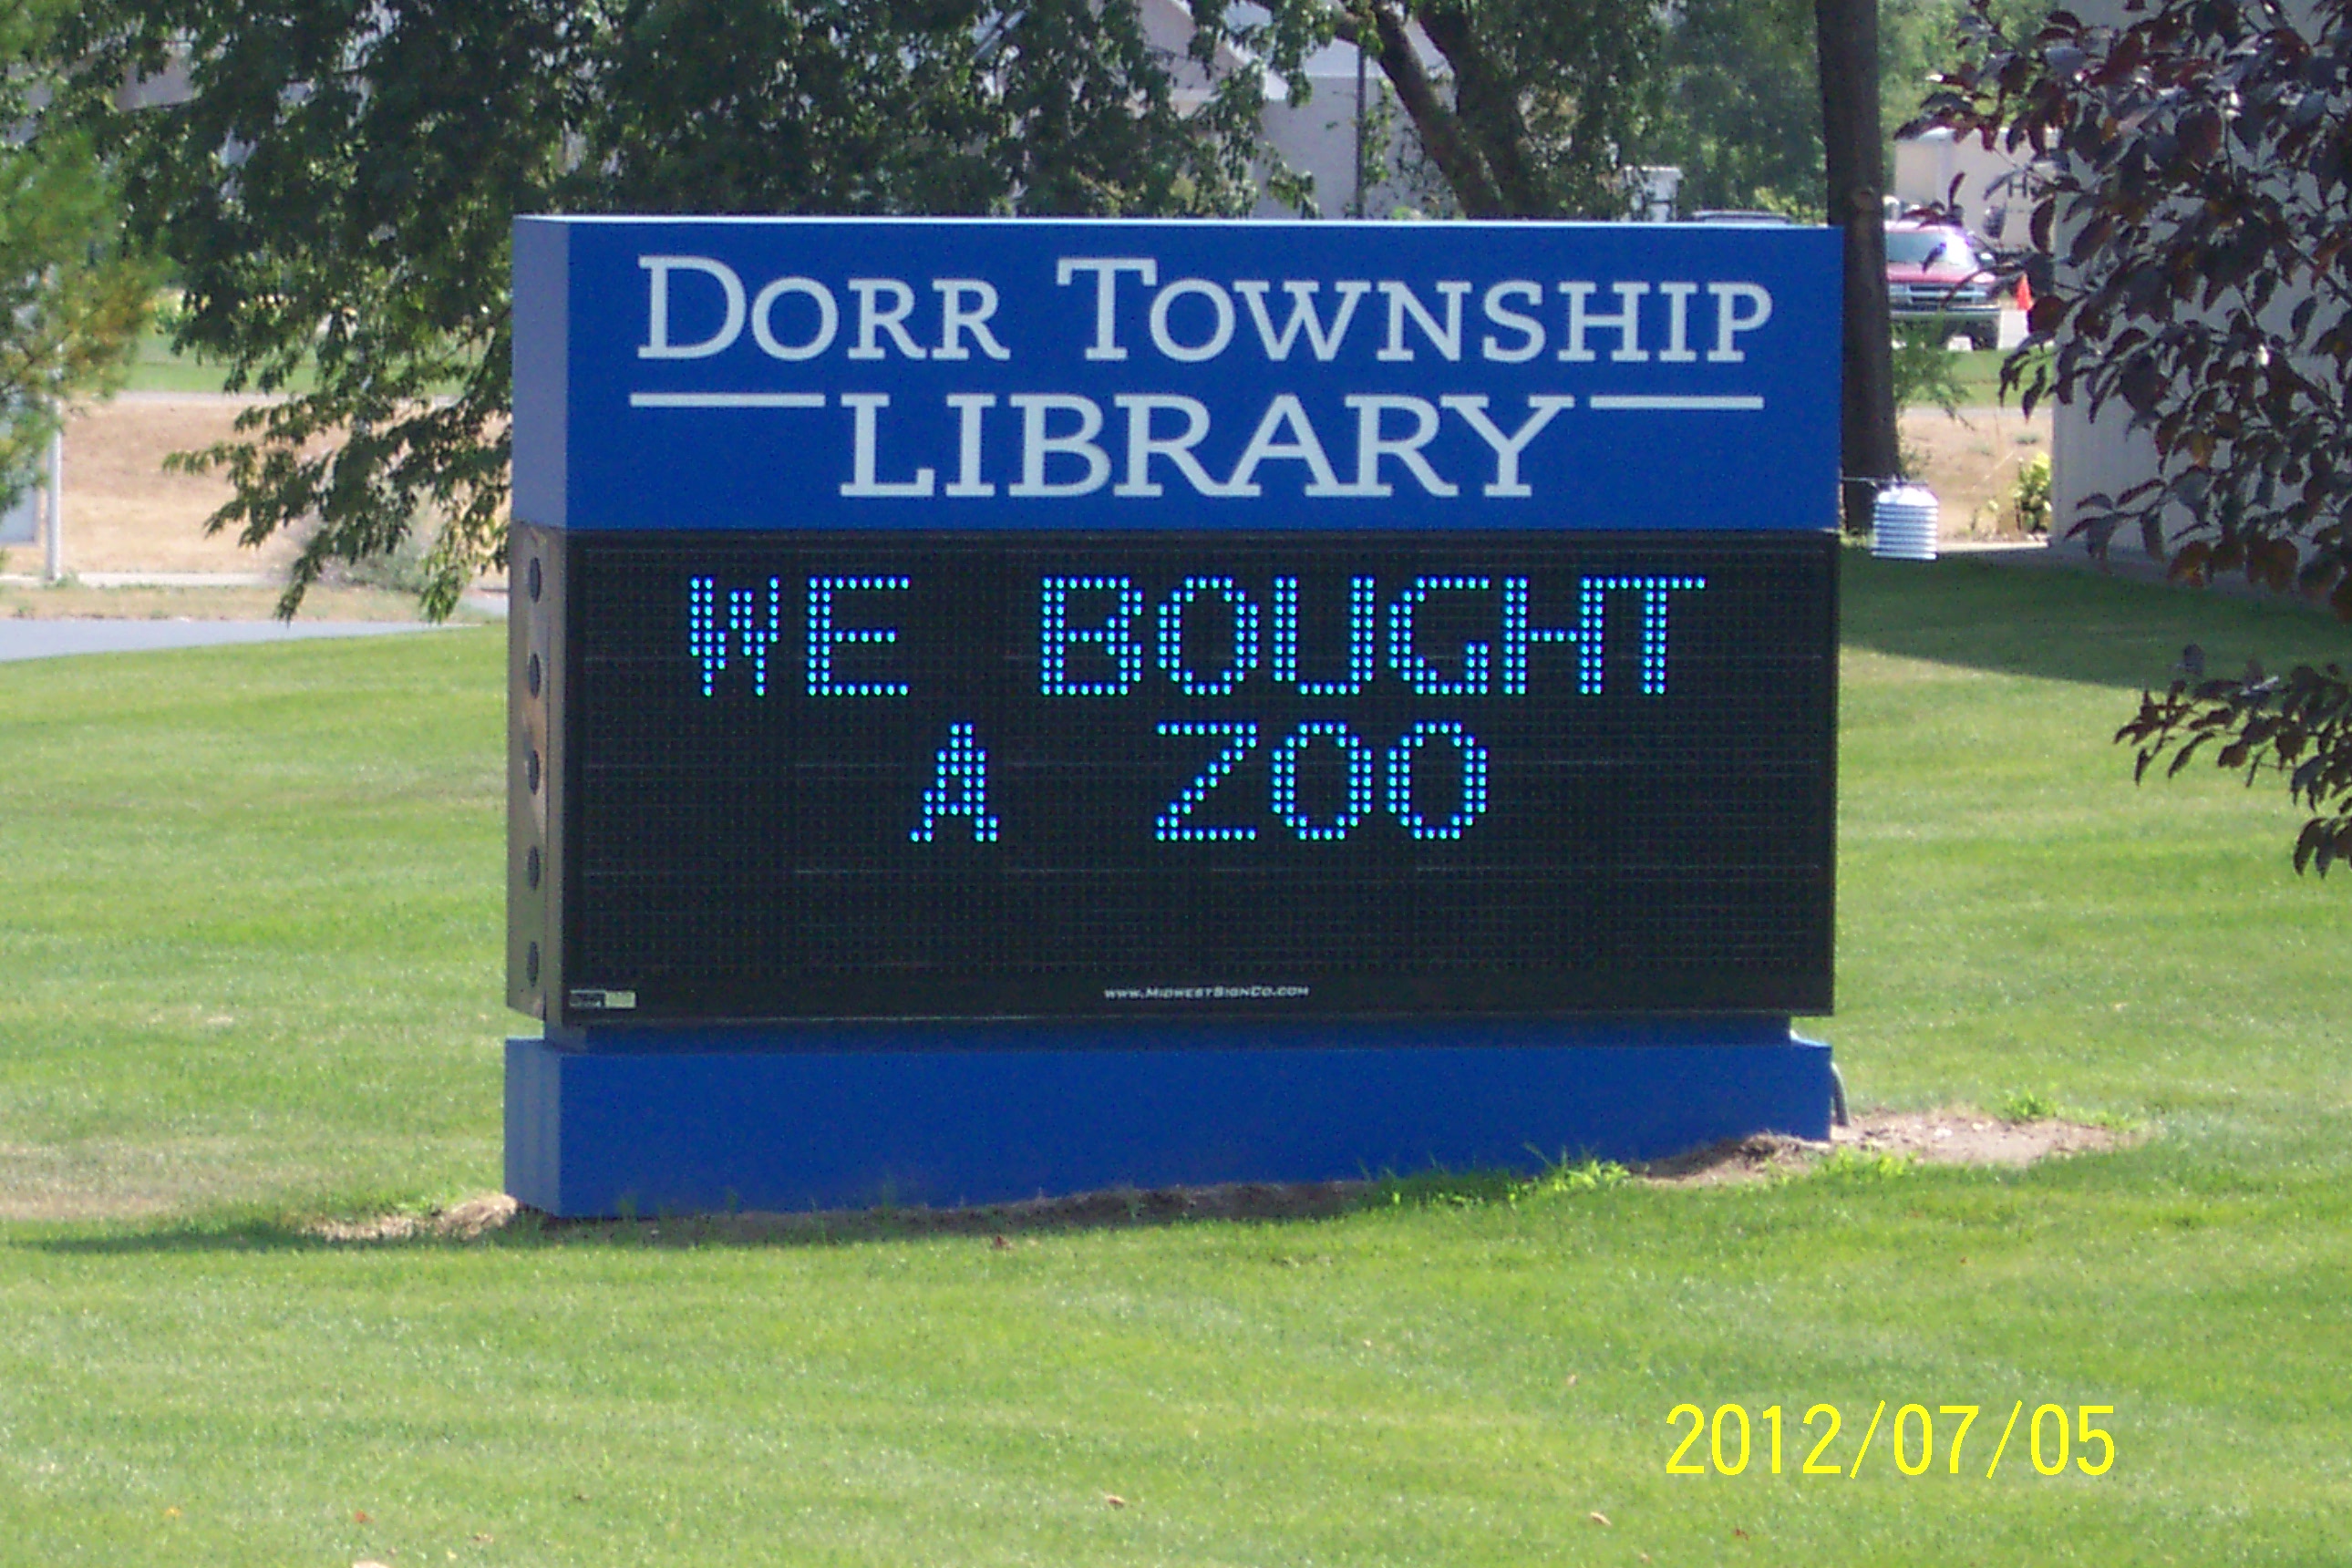 DORR TOWNSHIP
LIBRARY
WE BOUGHT
A ZOO
WWW.MIDWESTSIGNCO.COM
2012/07/05